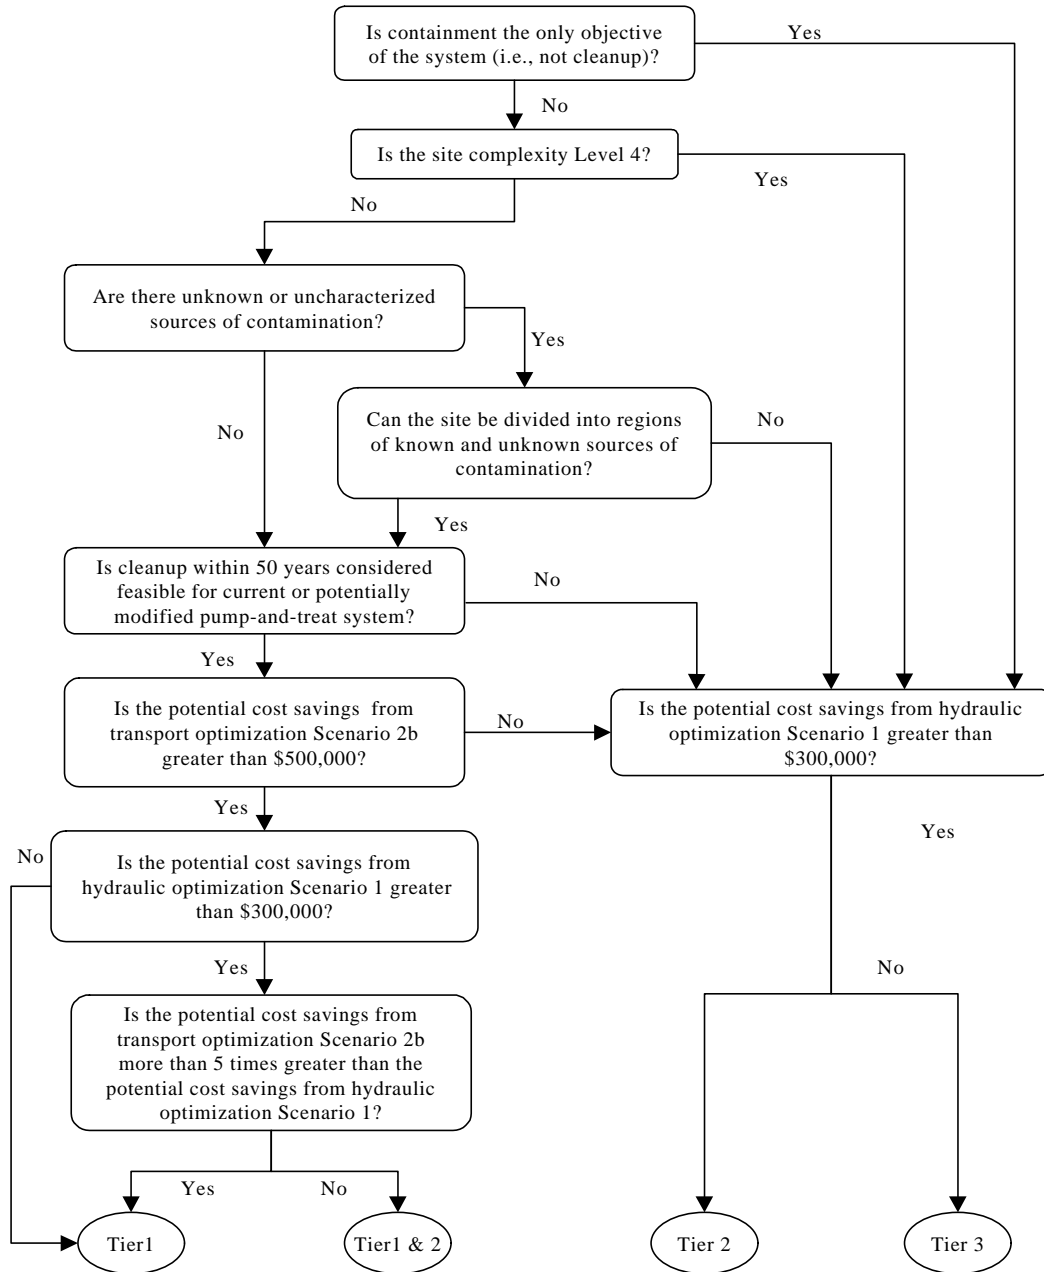 Is containment the only objective
of the system (i.e., not cleanup)?
Yes
No
Is the site complexity Level 4?
Yes
No
Are there unknown or uncharacterized
sources of contamination?
Yes
No
Can the site be divided into regions
of known and unknown sources of
contamination?
No
Yes
Is cleanup within 50 years considered
feasible for current or potentially
modified pump-and-treat system?
No
Yes
Is the potential cost savings from
transport optimization Scenario 2b
greater than $500,000?
No
Is the potential cost savings from hydraulic
optimization Scenario 1 greater than
$300,000?
Yes
Yes
No
Is the potential cost savings from
hydraulic optimization Scenario 1 greater
than $300,000?
Yes
No
Is the potential cost savings from
transport optimization Scenario 2b
more than 5 times greater than the
potential cost savings from hydraulic
optimization Scenario 1?
Yes
No
Tier1
Tier1 & 2
Tier 2
Tier 3